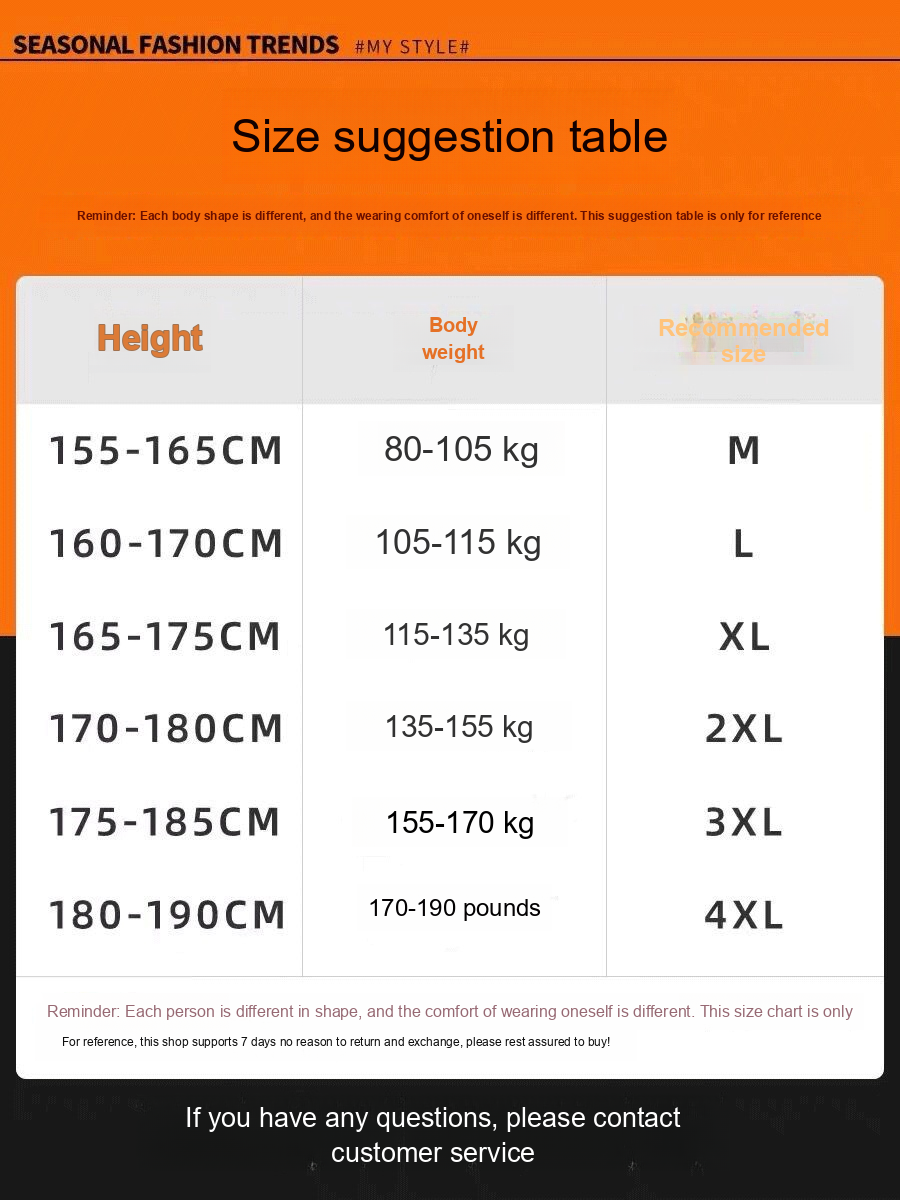 SEASONAL FASHION TRENDS #MY STYLE#
Size suggestion table
Reminder: Each body shape is different, and the wearing comfort of oneself is different. This suggestion table is only for reference
Height
Body
weight
Recommended
size
155-165CM 80-105 kg M
160-170CM 105-115 kg L
165-175CM 115-135 kg XL
170-180CM 135-155 kg 2XL
175-185CM 155-170 kg 3XL
180-190CM 170-190 pounds 4XL
Reminder: Each person is different in shape, and the comfort of wearing oneself is different. This size chart is only
For reference, this shop supports 7 days no reason to return and exchange, please rest assured to buy!
If you have any questions, please contact
customer service